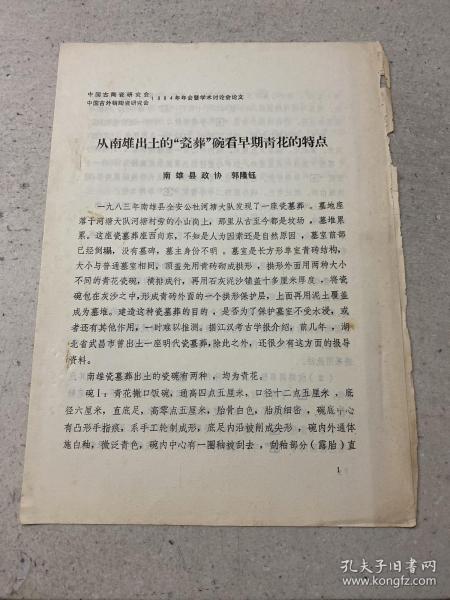 中国古陶瓷研究会
中国古外销陶瓷研究会
1984年年会暨学术讨论会论文
从南雄出土的“瓷葬”碗看早期青花的特点
南雄县政协 郭隆钰
一九八三年南雄县全安公社河塘大队发现了一座瓷墓葬。墓地座
落于河塘大队河塘村旁的小山岗上,那里从古至今都是坟场,墓堆累
累。这座瓷墓葬座西向东,不知是人为因素还是自然原因,墓室前部
已经倒塌,没有墓碑,墓主身份不明。墓室是长方形单室青砖结构,
大小与普通墓室相同,顶盖先用青砖砌成拱形,拱形外面用两种大小
不同的青花瓷碗,横排成行,再用石灰泥沙铺盖十多厘米厚度,将瓷
碗也包在灰沙之中,形成青砖外面的一个拱形保护层,上面再用泥土覆盖
成为墓堆。建造这种瓷墓葬的目的,是否为了保护墓室不受水浸,或
者还有其他作用,一时难以推测。据江汉考古学报介绍,前几年,湖
北省武昌市曾出土一座明代瓷墓葬,除此之外,还很少有这方面的报导
资料。
南雄瓷墓葬出土的瓷碗有两种,均为青花。
碗1:青花撇口饭碗,通高四点五厘米,口径十二点五厘米,底
径六厘米,直底足,高零点五厘米,胎骨白色,胎质细密,碗底中心
有凸形手指痕,系手工轮制成形,底足内沿被削成尖形,碗内外通体
施白釉,微泛青色,碗内中心有一圈釉被刮去,刮釉部分(露胎)直
1
孔夫子旧书网
www.kongfz.com